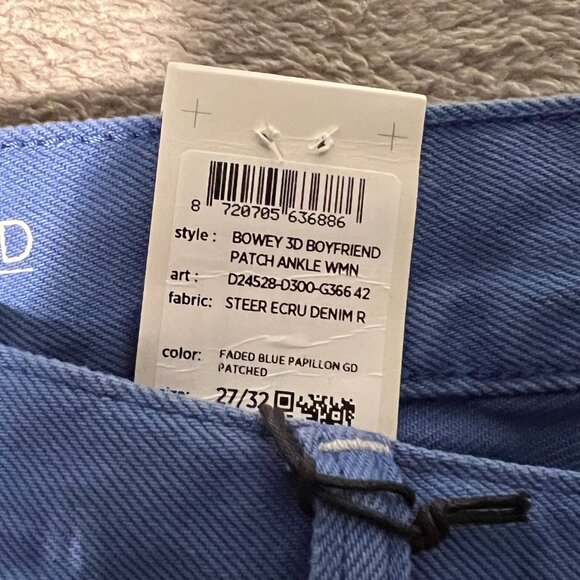 D
8 720705 636886
style : BOWEY 3D BOYFRIEND
PATCH ANKLE WMN
art : D24528-D300-G366 42
fabric: STEER ECRU DENIM R
color: FADED BLUE PAPILLON GD
PATCHED
size: 27/32